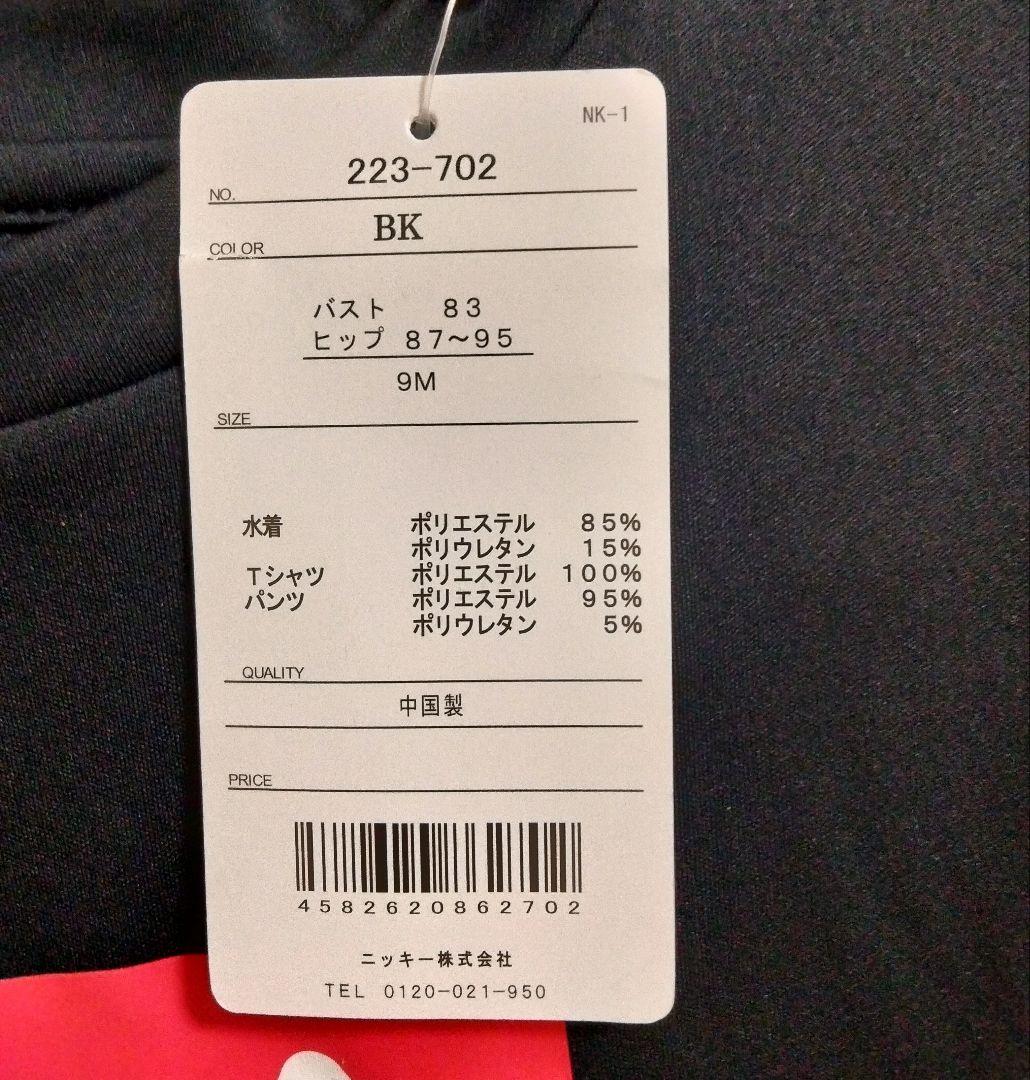 NK-1
NO. 223-702
COLOR BK
バスト 83
ヒップ 87～95
9M
SIZE
水着 ポリエステル 85%
ポリウレタン 15%
Tシャツ ポリエステル 100%
パンツ ポリエステル 95%
ポリウレタン 5%
QUALITY
中国製
PRICE
4582620862702
ニッキー株式会社
TEL 0120-021-950